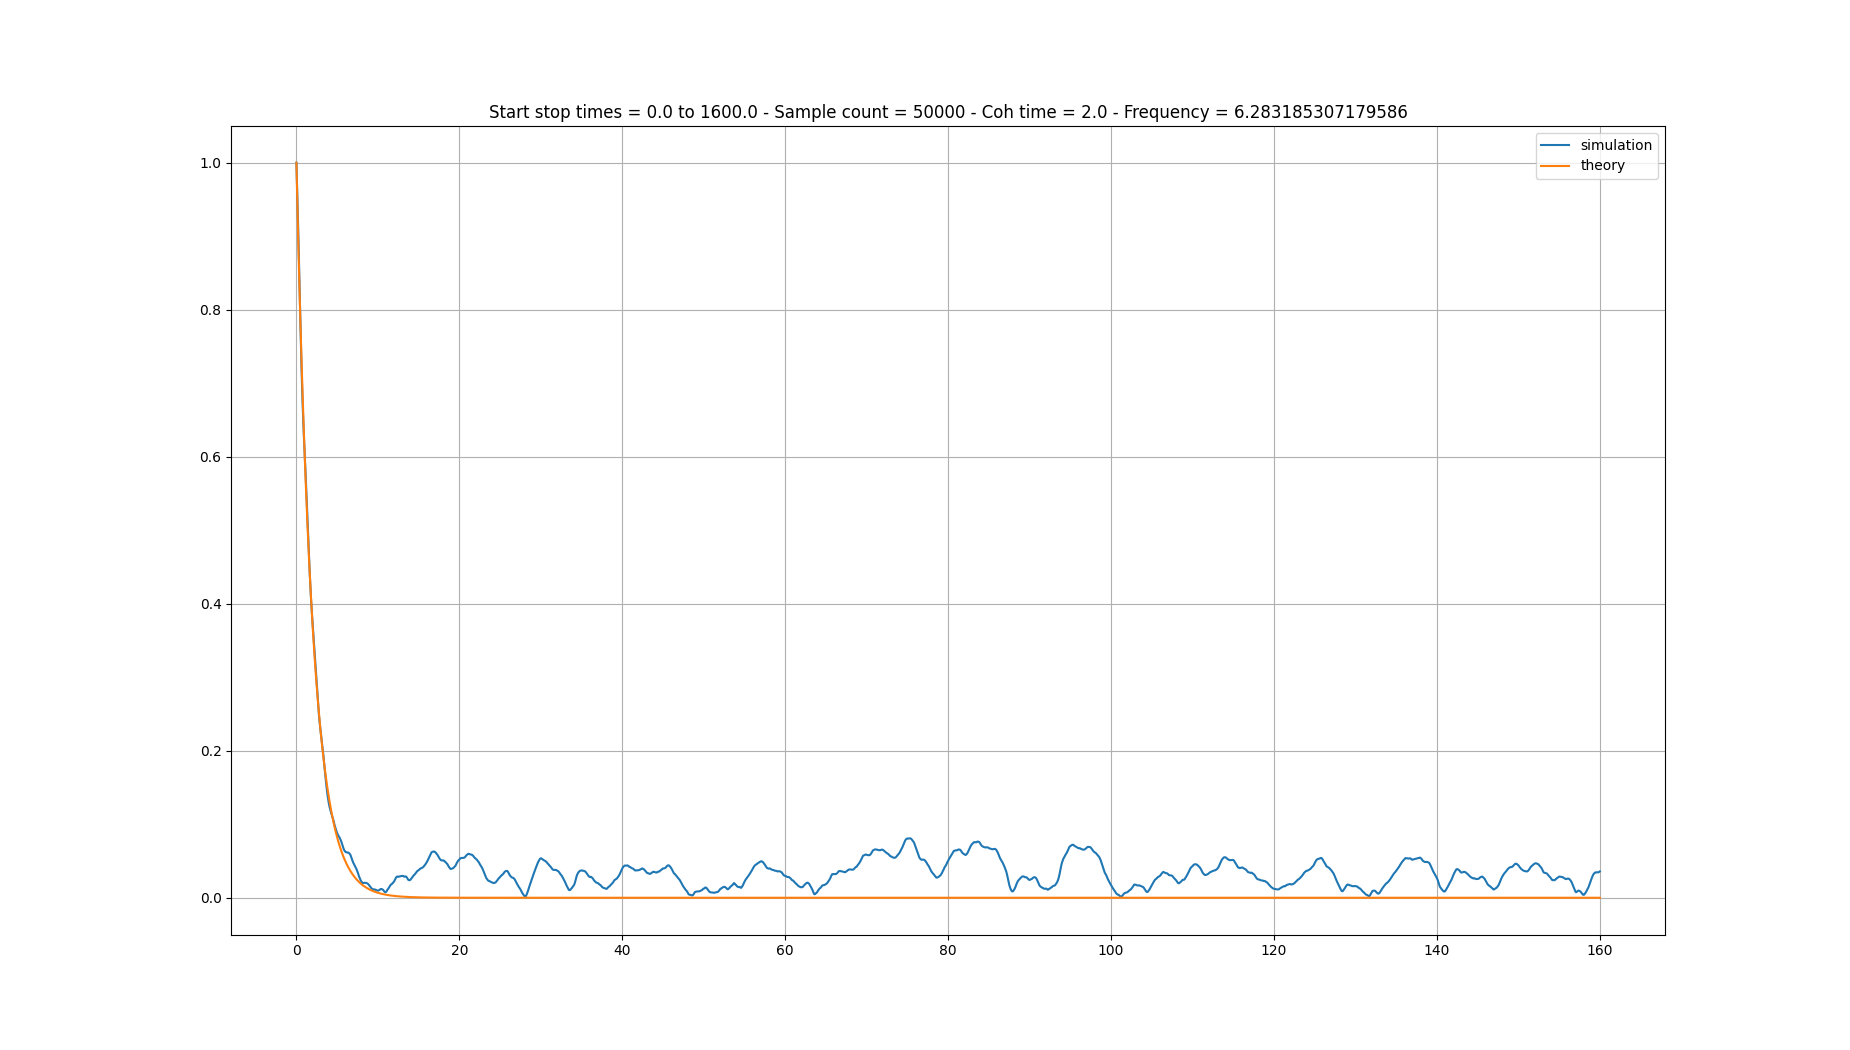 Start stop times = 0.0 to 1600.0 - Sample count = 50000 - Coh time = 2.0 - Frequency = 6.283185307179586
simulation
theory
1.0
0.8
0.6
0.4
0.2
0.0
0 20 40 60 80 100 120 140 160